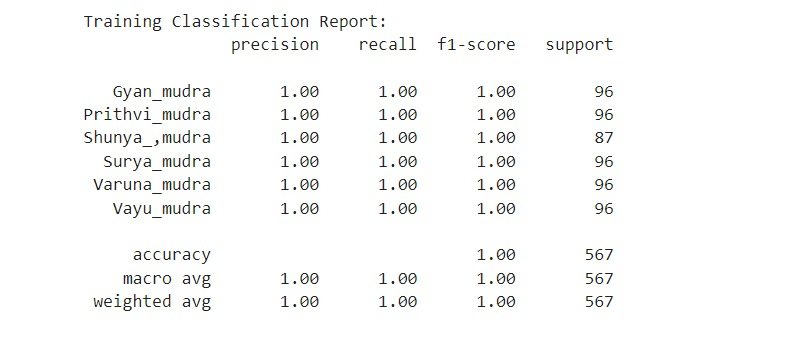 Training Classification Report:
precision recall f1-score support
Gyan_mudra 1.00 1.00 1.00 96
Prithvi_mudra 1.00 1.00 1.00 96
Shunya_,mudra 1.00 1.00 1.00 87
Surya_mudra 1.00 1.00 1.00 96
Varuna_mudra 1.00 1.00 1.00 96
Vayu_mudra 1.00 1.00 1.00 96
accuracy 1.00 567
macro avg 1.00 1.00 1.00 567
weighted avg 1.00 1.00 1.00 567